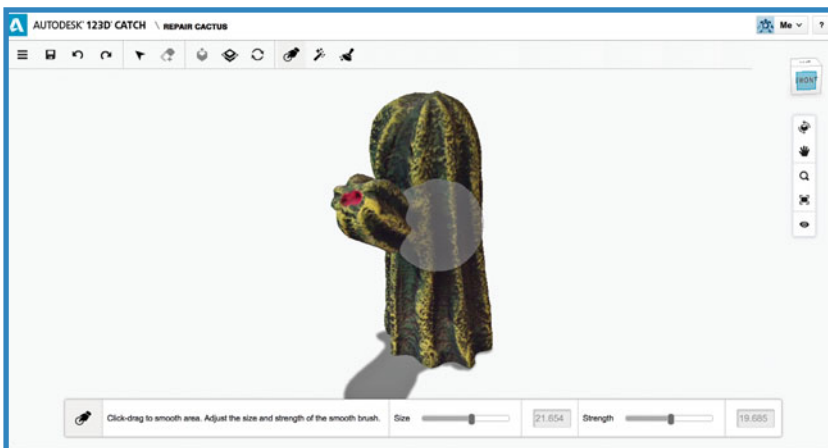 AUTODESK® 123D® CATCH \ REPAIR CACTUS
Me
?
FRONT
Click-drag to smooth area. Adjust the size and strength of the smooth brush.
Size
21.654
Strength
19.685